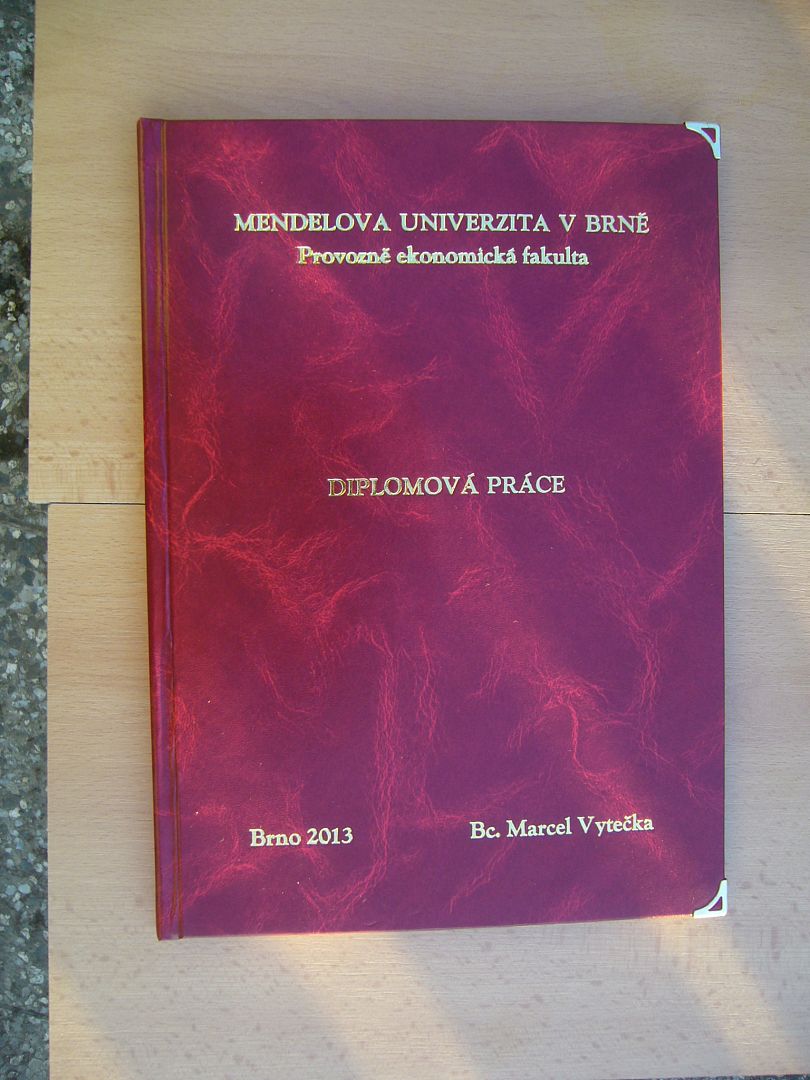 MENDELOVA UNIVERZITA V BRNĚ
Provozně ekonomická fakulta
DIPLOMOVÁ PRÁCE
Brno 2013
Bc. Marcel Vytečka